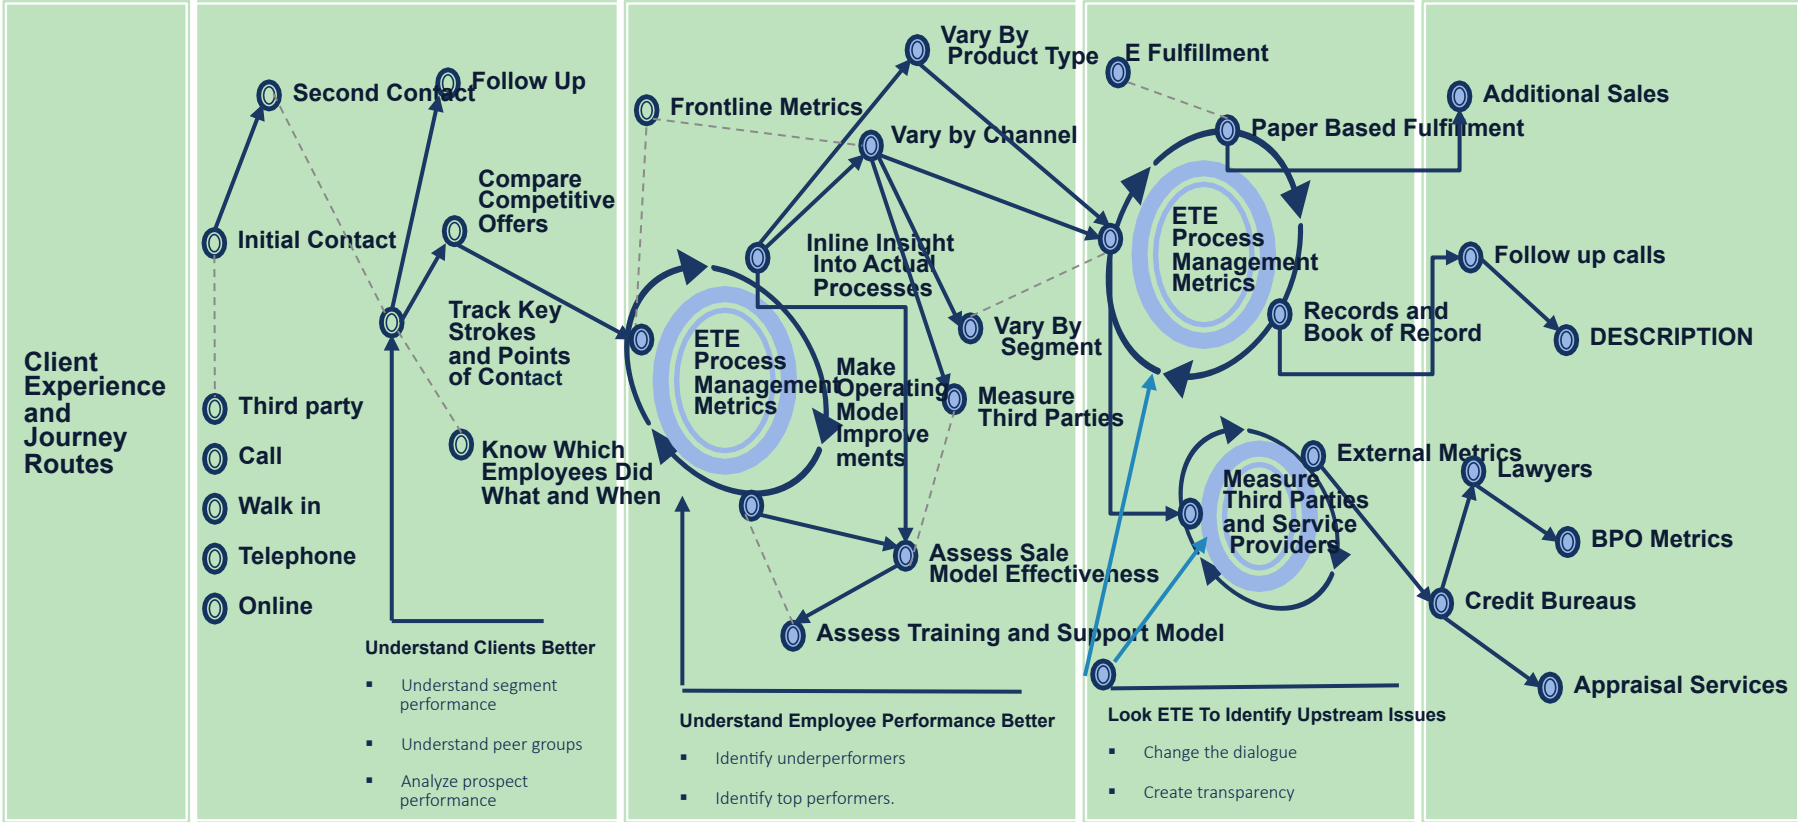 Client
Experience
and
Journey
Routes
Second Contact
Follow Up
Initial Contact
Compare
Competitive
Offers
Track Key
Strokes
and Points
of Contact
Third party
Call
Walk in
Telephone
Online
Know Which
Employees Did
What and When
Understand Clients Better
▪ Understand segment
performance
▪ Understand peer groups
▪ Analyze prospect
performance
Frontline Metrics
Vary By
Product Type
Vary by Channel
Inline Insight
Into Actual
Processes
ETE
Process
Management
Metrics
Make
Operating
Model
Improve
ments
Vary By
Segment
Measure
Third Parties
Assess Sale
Model Effectiveness
Assess Training and Support Model
Understand Employee Performance Better
▪ Identify underperformers
▪ Identify top performers.
E Fulfillment
Paper Based Fulfillment
ETE
Process
Management
Metrics
Records and
Book of Record
External Metrics
Measure
Third Parties
and Service
Providers
Look ETE To Identify Upstream Issues
▪ Change the dialogue
▪ Create transparency
Additional Sales
Follow up calls
DESCRIPTION
Lawyers
BPO Metrics
Credit Bureaus
Appraisal Services